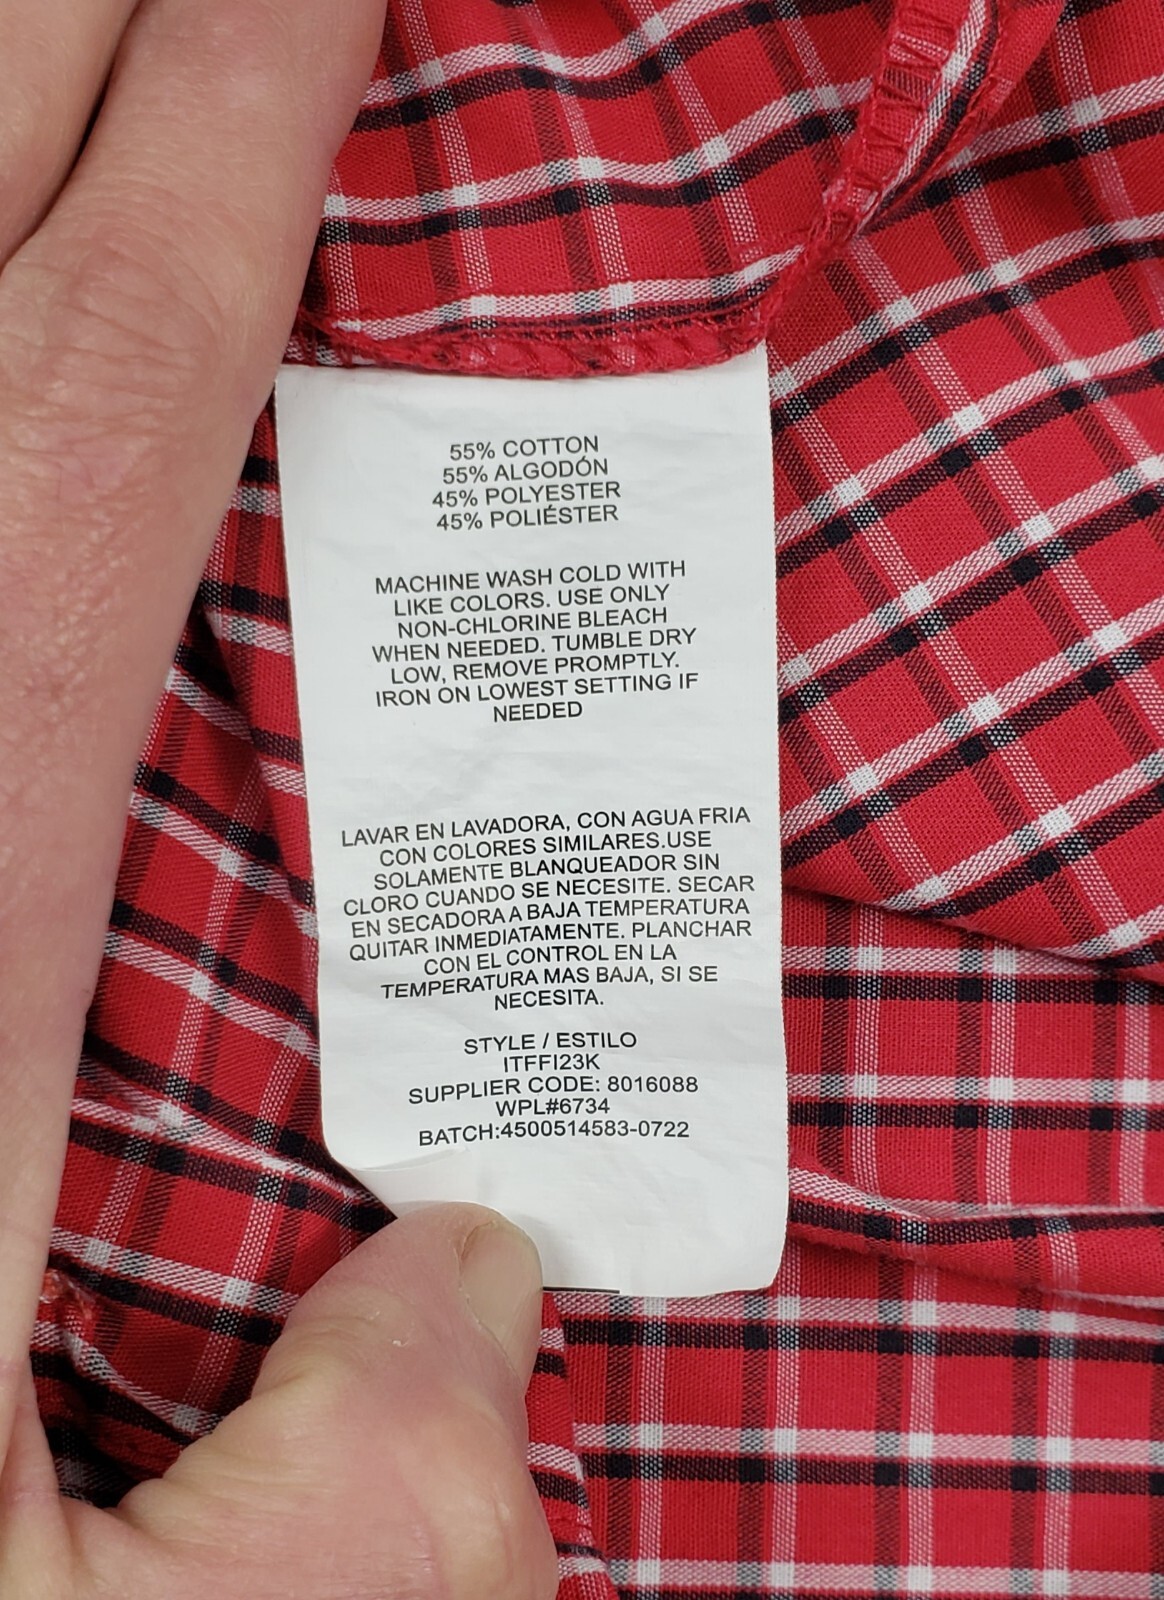 55% COTTON
55% ALGODÓN
45% POLYESTER
45% POLIÉSTER
MACHINE WASH COLD WITH
LIKE COLORS. USE ONLY
NON-CHLORINE BLEACH
WHEN NEEDED. TUMBLE DRY
LOW, REMOVE PROMPTLY.
IRON ON LOWEST SETTING IF
NEEDED
LAVAR EN LAVADORA, CON AGUA FRIA
CON COLORES SIMILARES.USE
SOLAMENTE BLANQUEADOR SIN
CLORO CUANDO SE NECESITE. SECAR
EN SECADORA A BAJA TEMPERATURA
QUITAR INMEDIATAMENTE. PLANCHAR
CON EL CONTROL EN LA
TEMPERATURA MAS BAJA, SI SE
NECESITA.
STYLE / ESTILO
ITFFI23K
SUPPLIER CODE: 8016088
WPL#6734
BATCH:4500514583-0722